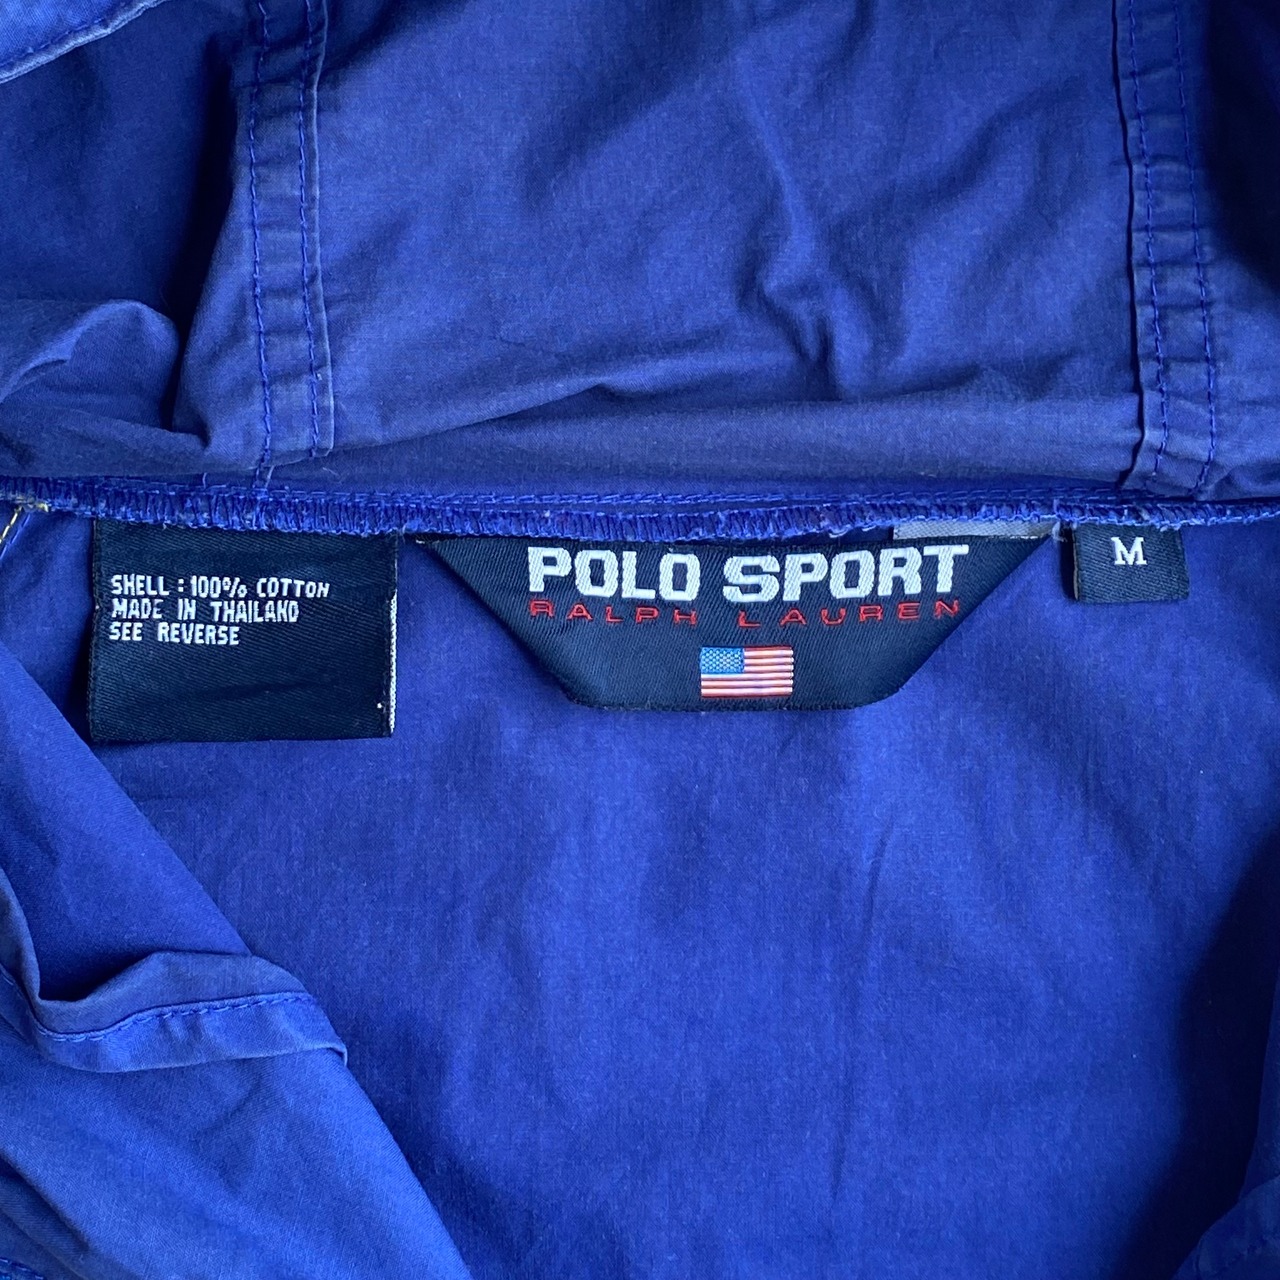 SHELL : 100% COTTON
MADE IN THAILAND
SEE REVERSE
POLO SPORT
RALPH LAUREN
M